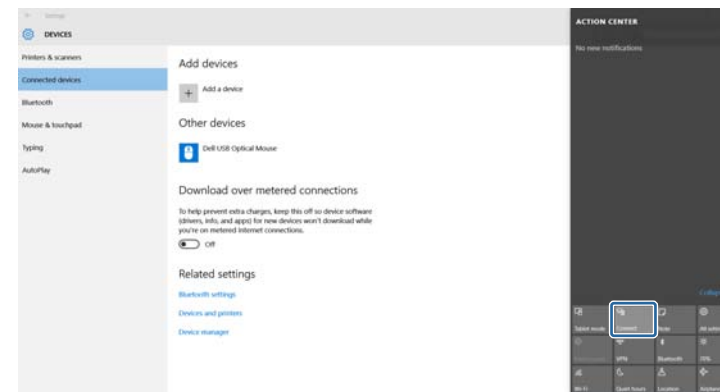 Settings
DEVICES
Printers & scanners
Connected devices
Bluetooth
Mouse & touchpad
Typing
AutoPlay
Add devices
Add a device
Other devices
Dell USB Optical Mouse
Download over metered connections
To help prevent extra charges, keep this off so device software
(drivers, info, and apps) for new devices won't download while
you're on metered internet connections.
Off
Related settings
Bluetooth settings
Devices and printers
Device manager
ACTION CENTER
No new notifications
Tablet mode
Connect
Note
VPN
Bluetooth
Wi-Fi
Quiet hours
Location